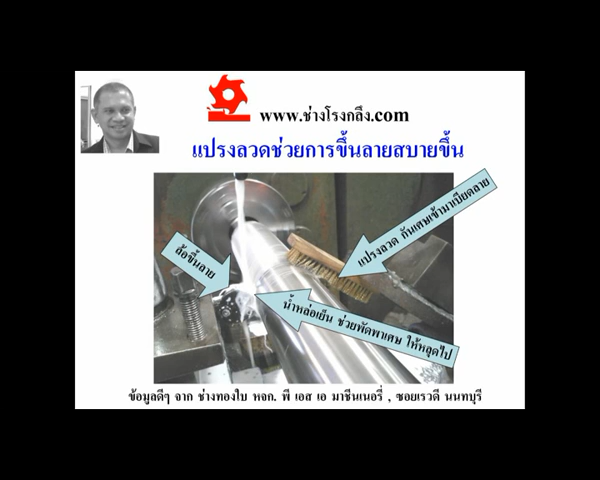 www.ช่างโรงกลึง.com
แปรงลวดช่วยการขึ้นลายสบายขึ้น
แปรงลวด กันเศษเข้ามาเบียดลาย
ล้อขึ้นลาย
น้ำหล่อเย็น ช่วยพัดพาเศษ ให้หลุดไป
ข้อมูลดีๆ จาก ช่างทองใบ หจก. พี เอส เอ มาชีนเนอรี่ , ซอยเรวดี นนทบุรี